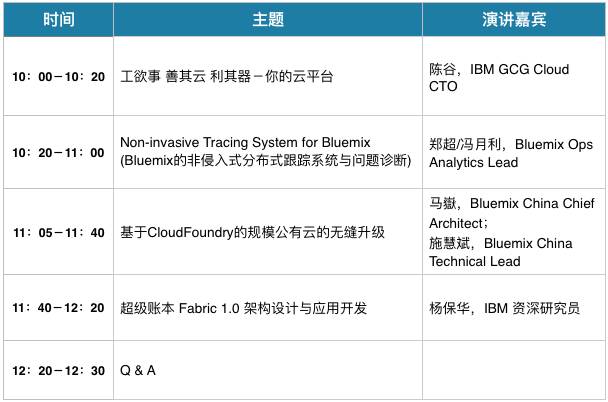 时间 主题 演讲嘉宾
10：00－10：20 工欲事 善其云 利其器－你的云平台 陈谷，IBM GCG Cloud
CTO
10：20－11：00 Non-invasive Tracing System for Bluemix
(Bluemix的非侵入式分布式跟踪系统与问题诊断) 郑超/冯月利，Bluemix Ops
Analytics Lead
11：05－11：40 基于CloudFoundry的规模公有云的无缝升级 马嶽，Bluemix China Chief
Architect；
施慧斌，Bluemix China
Technical Lead
11：40－12：20 超级账本 Fabric 1.0 架构设计与应用开发 杨保华，IBM 资深研究员
12：20－12：30 Q & A